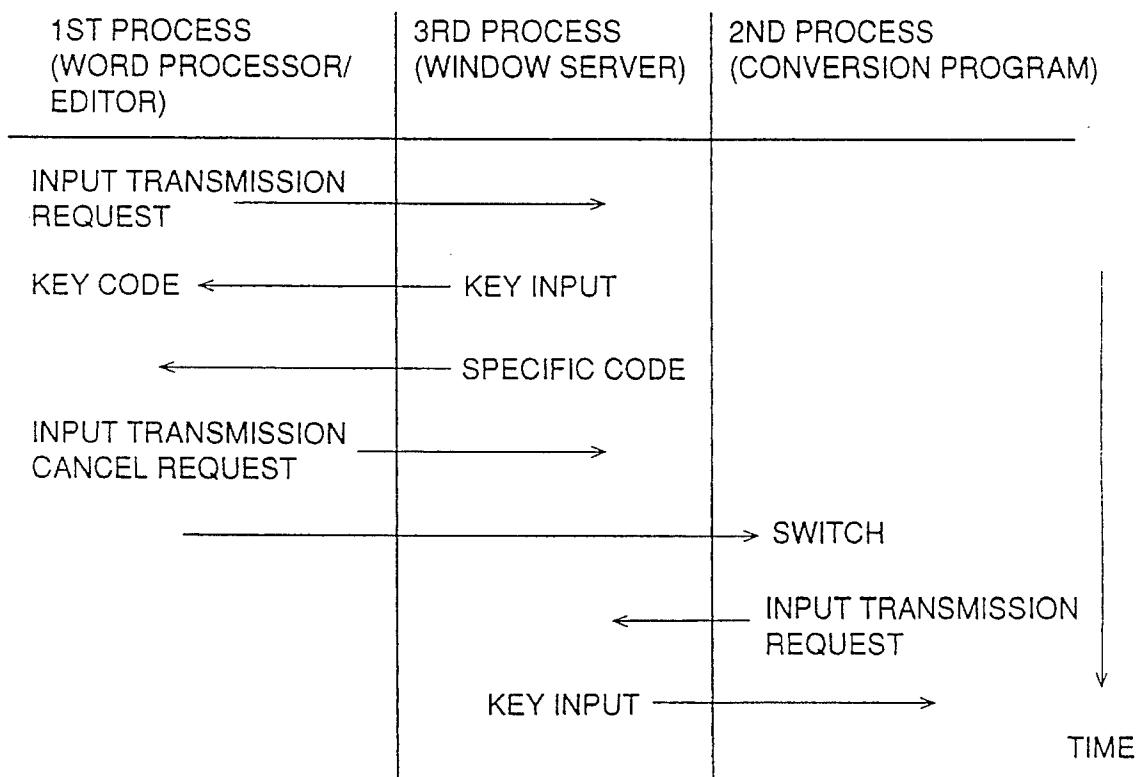 1ST PROCESS
(WORD PROCESSOR/
EDITOR)
3RD PROCESS
(WINDOW SERVER)
2ND PROCESS
(CONVERSION PROGRAM)
INPUT TRANSMISSION
REQUEST
KEY CODE
KEY INPUT
SPECIFIC CODE
INPUT TRANSMISSION
CANCEL REQUEST
SWITCH
INPUT TRANSMISSION
REQUEST
KEY INPUT
TIME